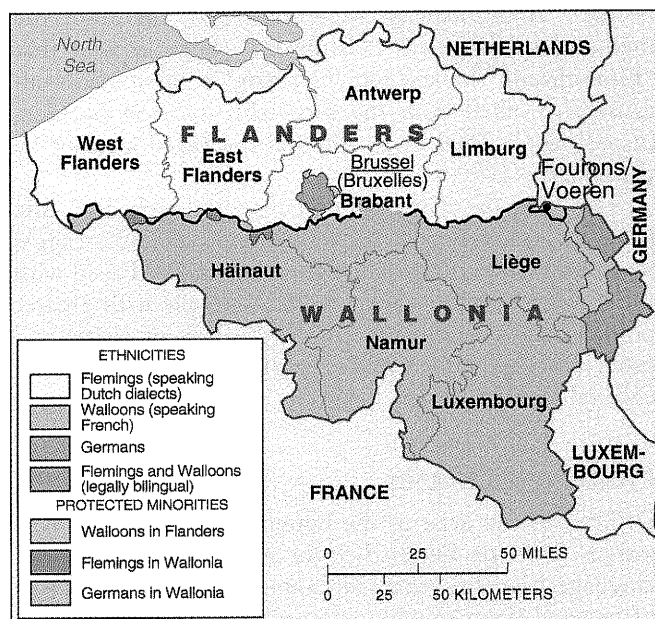 North
Sea
NETHERLANDS
Antwerp
FLANDERS
West
Flanders
East
Flanders
Brussel
(Bruxelles)
Brabant
Limburg
Fourons/
Voeren
GERMANY
Häinaut
Liège
WALLONIA
Namur
Luxembourg
LUXEM-
BOURG
FRANCE
ETHNICITIES
Flemings (speaking
Dutch dialects)
Walloons (speaking
French)
Germans
Flemings and Walloons
(legally bilingual)
PROTECTED MINORITIES
Walloons in Flanders
Flemings in Wallonia
Germans in Wallonia
0 25 50 MILES
0 25 50 KILOMETERS